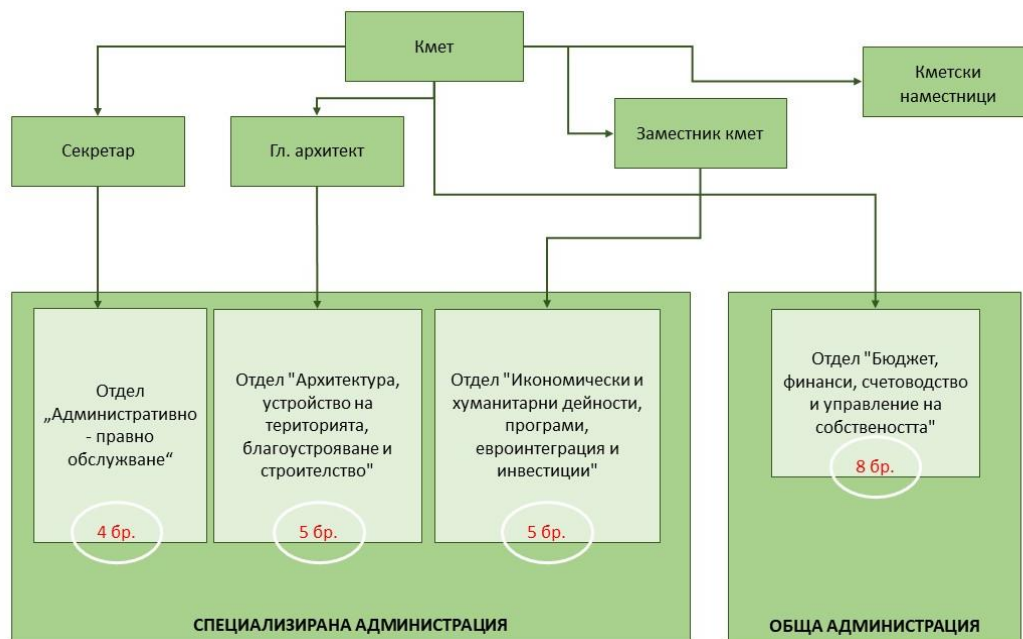 Кмет
Кметски
наместници
Секретар
Гл. архитект
Заместник кмет
Отдел
„Административно
- правно
обслужване“
4 бр.
Отдел "Архитектура,
устройство на
територията,
благоустрояване и
строителство"
5 бр.
Отдел "Икономически и
хуманитарни дейности,
програми,
евроинтеграция и
инвестиции"
5 бр.
Отдел "Бюджет,
финанси, счетоводство
и управление на
собствеността"
8 бр.
СПЕЦИАЛИЗИРАНА АДМИНИСТРАЦИЯ
ОБЩА АДМИНИСТРАЦИЯ